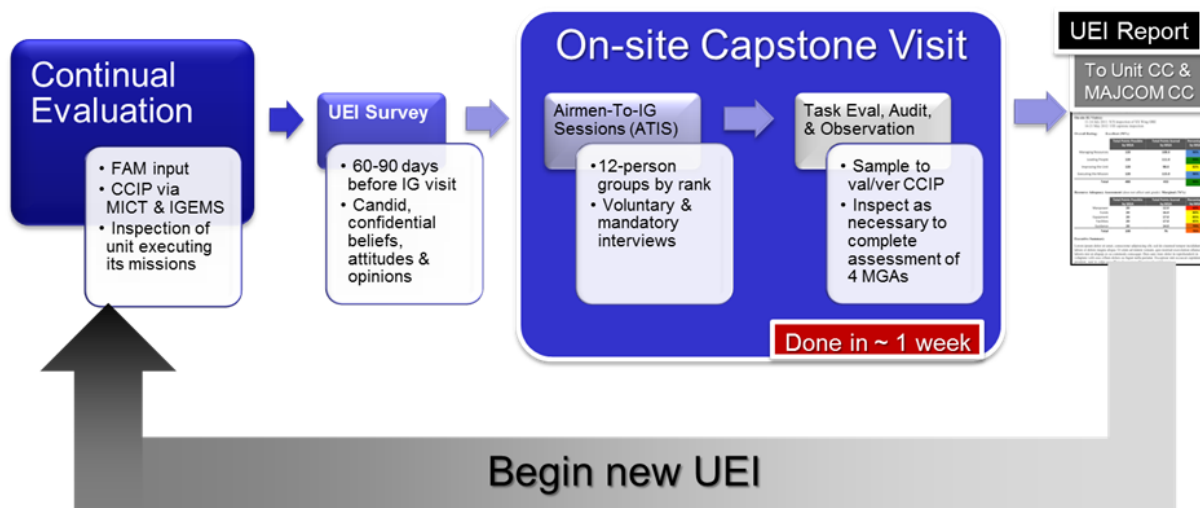 Continual
Evaluation
• FAM input
• CCIP via
MICT & IGEMS
• Inspection of
unit executing
its missions
UEI Survey
• 60-90 days
before IG visit
• Candid,
confidential
beliefs,
attitudes &
opinions
On-site Capstone Visit
Airmen-To-IG
Sessions (ATIS)
• 12-person
groups by rank
• Voluntary &
mandatory
interviews
Task Eval, Audit,
& Observation
• Sample to
val/ver CCIP
• Inspect as
necessary to
complete
assessment of
4 MGAs
Done in ~ 1 week
UEI Report
To Unit CC &
MAJCOM CC
Begin new UEI